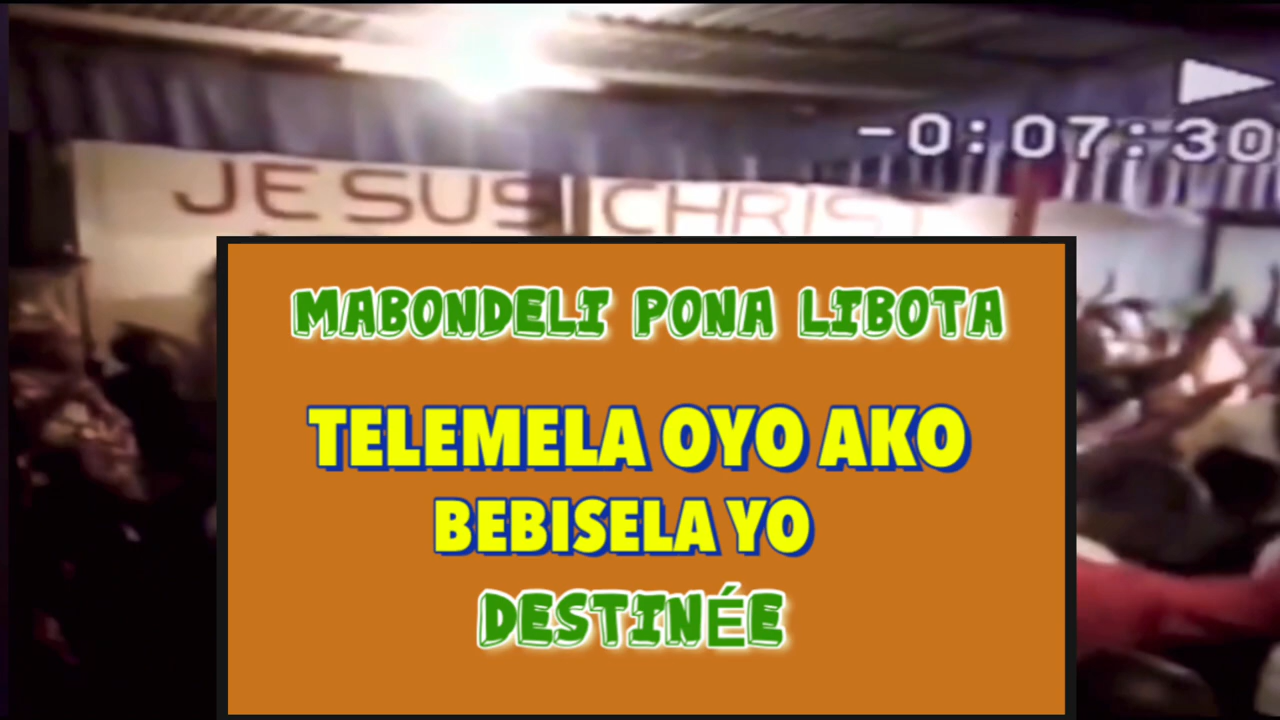 -0:07:30
JESUS CHRIST
MABONDELI PONA LIBOTA
TELEMELA OYO AKO
BEBISELA YO
DESTINÉE